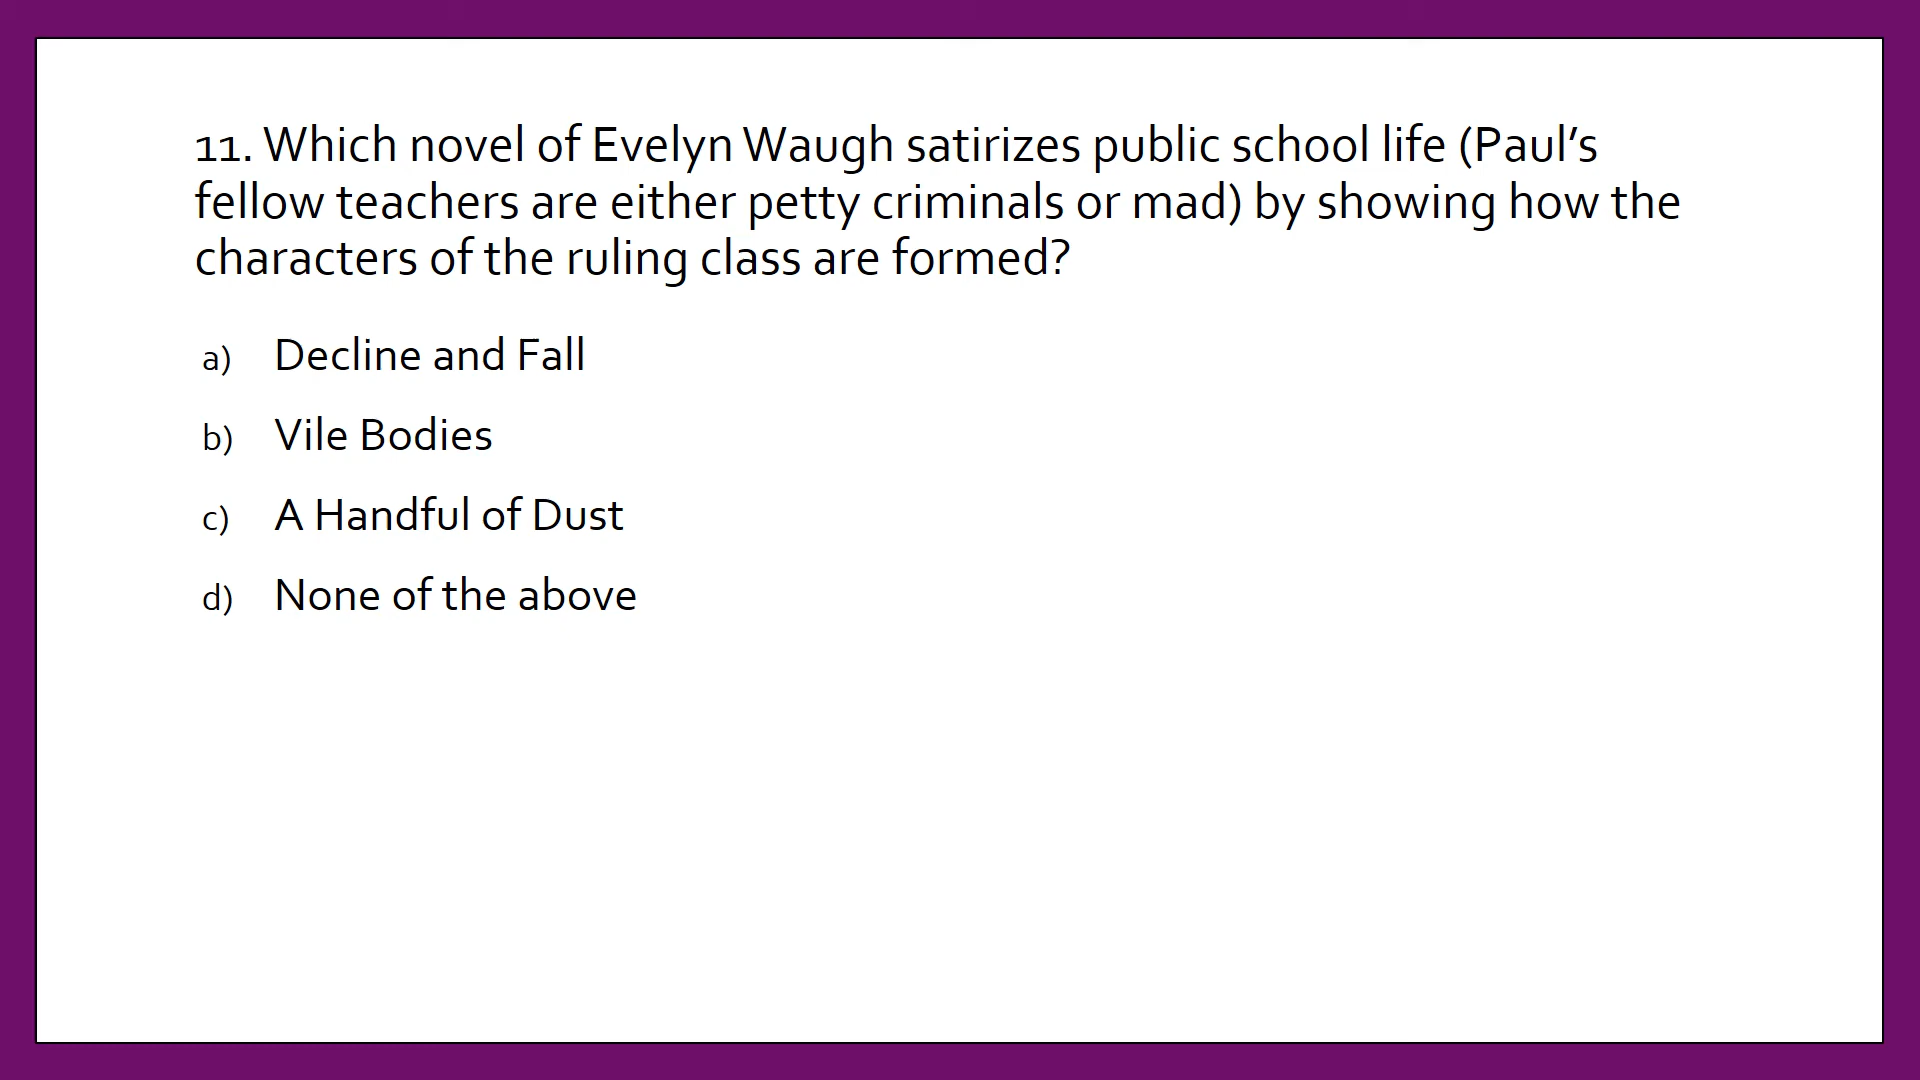 11. Which novel of Evelyn Waugh satirizes public school life (Paul’s
fellow teachers are either petty criminals or mad) by showing how the
characters of the ruling class are formed?
a) Decline and Fall
b) Vile Bodies
c) A Handful of Dust
d) None of the above